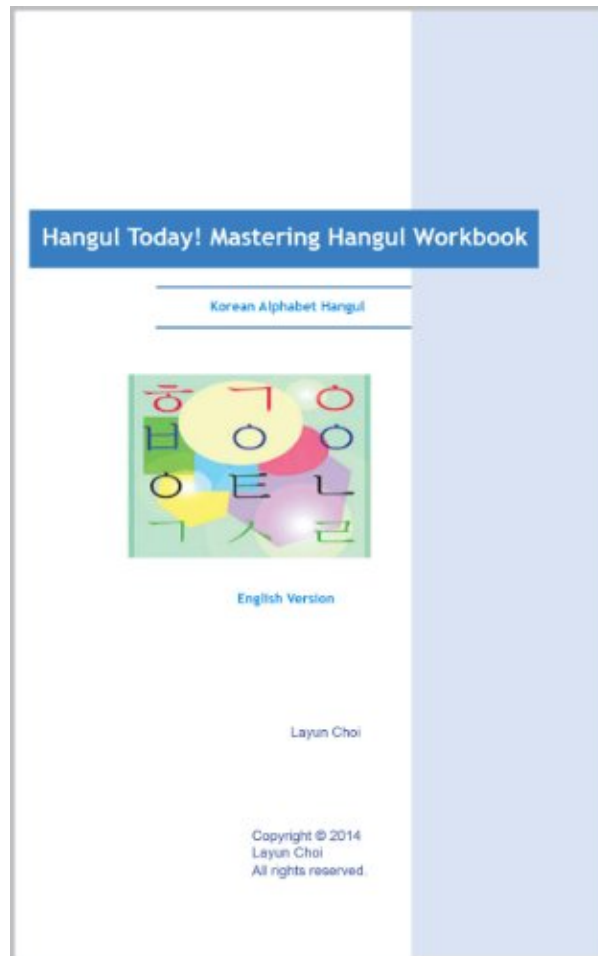 Hangul Today! Mastering Hangul Workbook
Korean Alphabet Hangul
ㅎ ㄱ ㅇ
ㅂ ㅇ ㅇ
ㅇ ㅌ ㄴ
ㄱ ㅅ ㄹ
English Version
Layun Choi
Copyright © 2014
Layun Choi
All rights reserved.